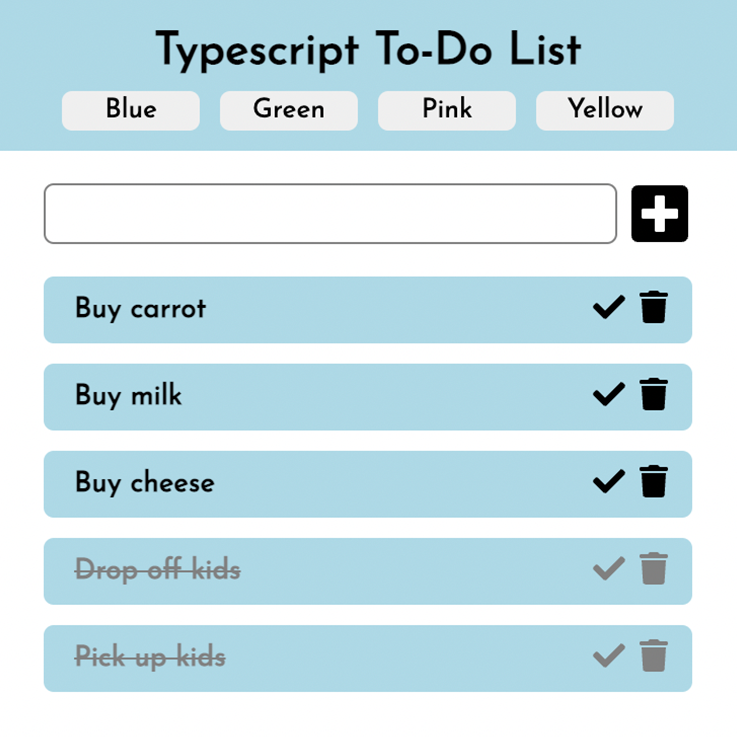 Typescript To-Do List
Blue Green Pink Yellow
Buy carrot
Buy milk
Buy cheese
Drop off kids
Pick up kids